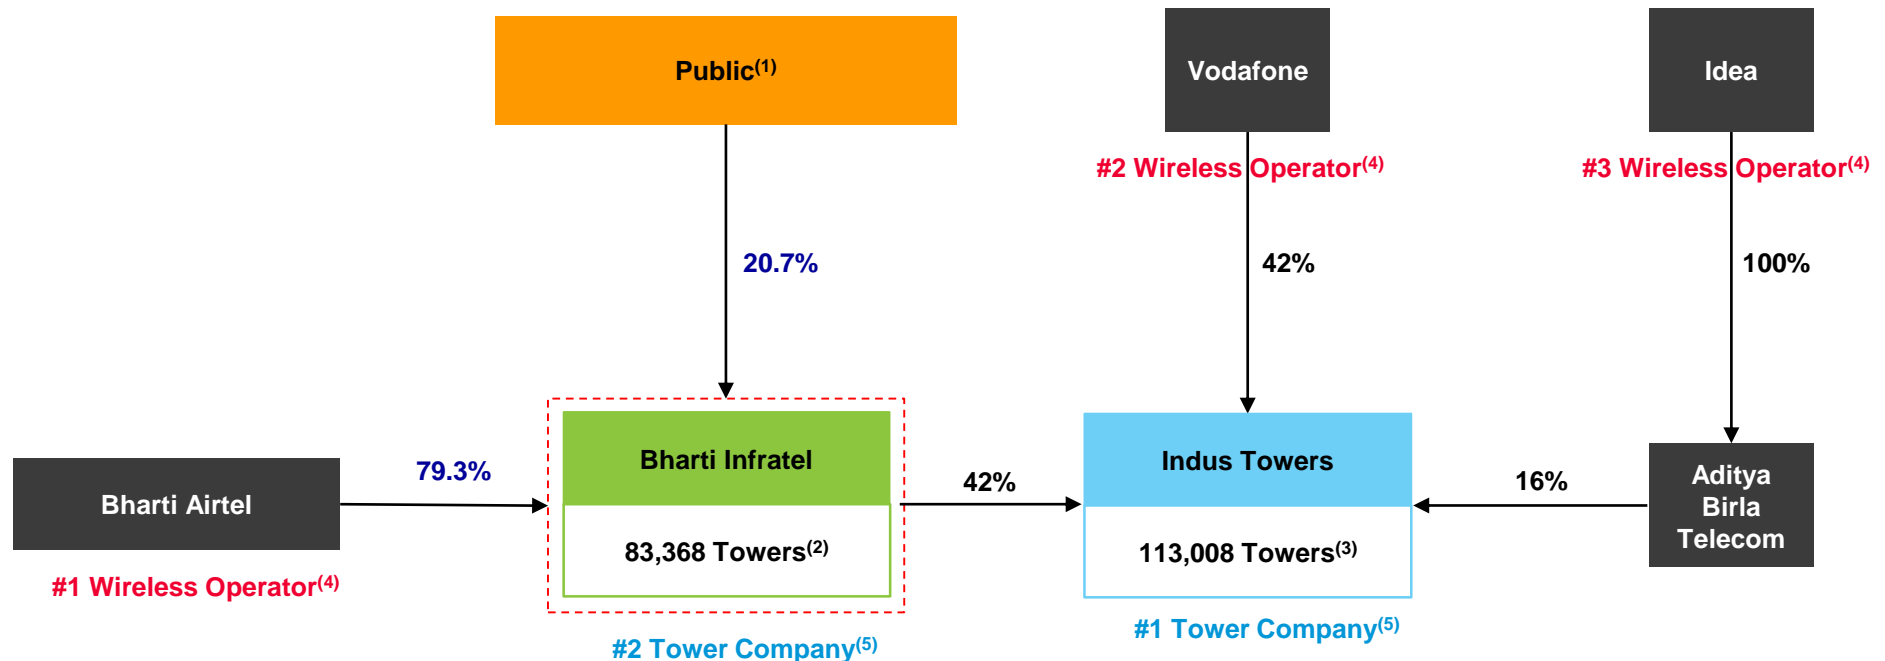 Public(1)
Vodafone
Idea
#2 Wireless Operator(4)
#3 Wireless Operator(4)
20.7%
42%
100%
Bharti Airtel
79.3%
Bharti Infratel
42%
Indus Towers
16%
Aditya
Birla
Telecom
83,368 Towers(2)
113,008 Towers(3)
#1 Wireless Operator(4)
#2 Tower Company(5)
#1 Tower Company(5)